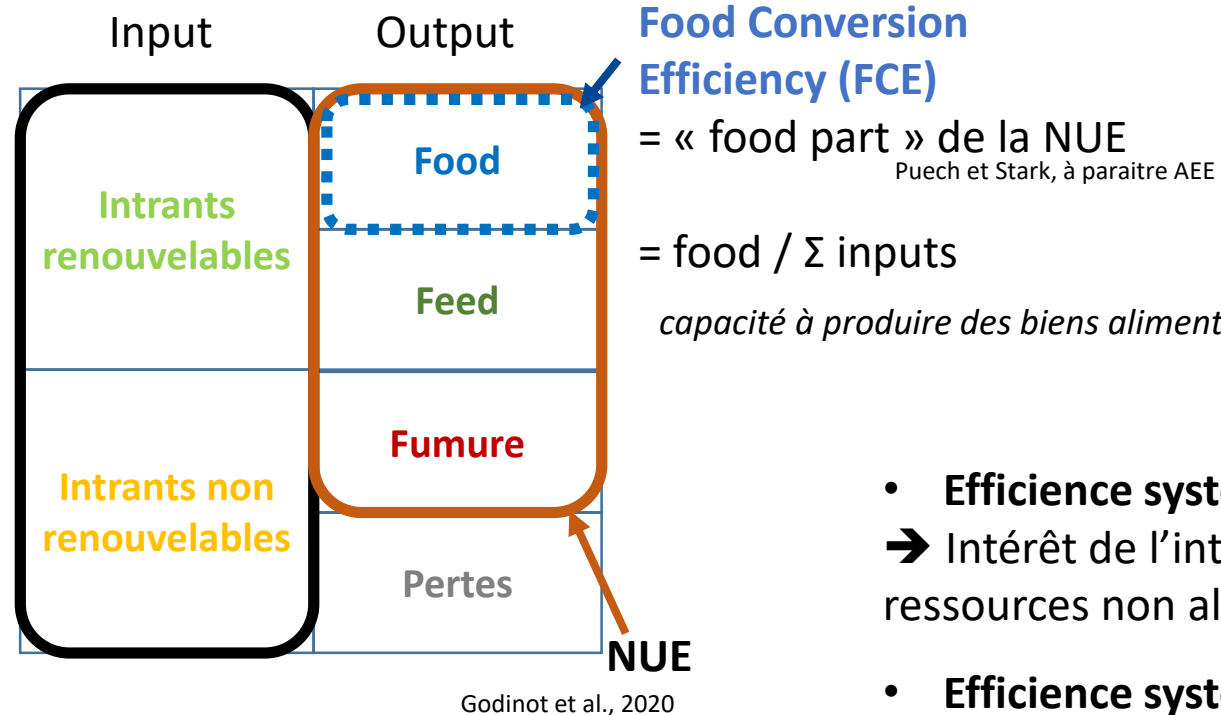 Input
Output
Intrants
renouvelables
Intrants non
renouvelables
Food
Feed
Fumure
Pertes
NUE
Godinot et al., 2020
Food Conversion
Efficiency (FCE)
= « food part » de la NUE
Puech et Stark, à paraitre AEE
= food / Σ inputs
capacité à produire des biens aliment
• Efficience syst
➔ Intérêt de l’int
ressources non al
• Efficience syst